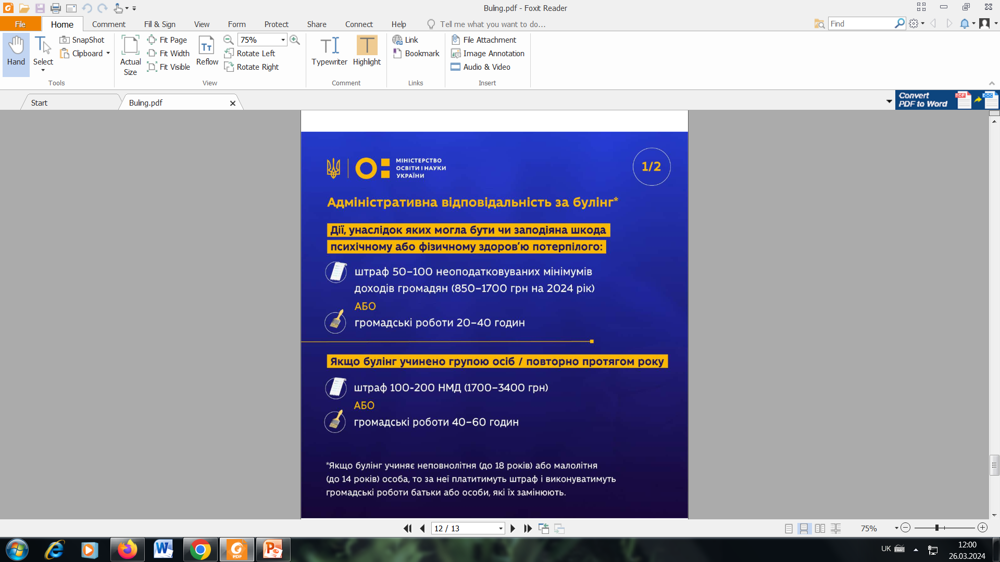 Buling.pdf - Foxit Reader
File
Home
Comment
Fill & Sign
View
Form
Protect
Share
Connect
Help
Tell me what you want to do...
Find
Hand
Select
SnapShot
Clipboard
Actual
Size
Fit Page
Fit Width
Fit Visible
Reflow
75%
Rotate Left
Rotate Right
Typewriter
Highlight
Link
Bookmark
File Attachment
Image Annotation
Audio & Video
Tools
View
Comment
Links
Insert
Start
Buling.pdf
Convert
PDF to Word
PDF
DOC
МІНІСТЕРСТВО
ОСВІТИ І НАУКИ
УКРАЇНИ
1/2
Адміністративна відповідальність за булінг*
Дії, унаслідок яких могла бути чи заподіяна шкода
психічному або фізичному здоров’ю потерпілого:
штраф 50–100 неоподатковуваних мінімумів
доходів громадян (850–1700 грн на 2024 рік)
АБО
громадські роботи 20–40 годин
Якщо булінг учинено групою осіб / повторно протягом року
штраф 100-200 НМД (1700–3400 грн)
АБО
громадські роботи 40–60 годин
*Якщо булінг учиняє неповнолітня (до 18 років) або малолітня
(до 14 років) особа, то за неї платитимуть штраф і виконуватимуть
громадські роботи батьки або особи, які їх замінюють.
12 / 13
75%
PDF
UK
12:00
26.03.2024